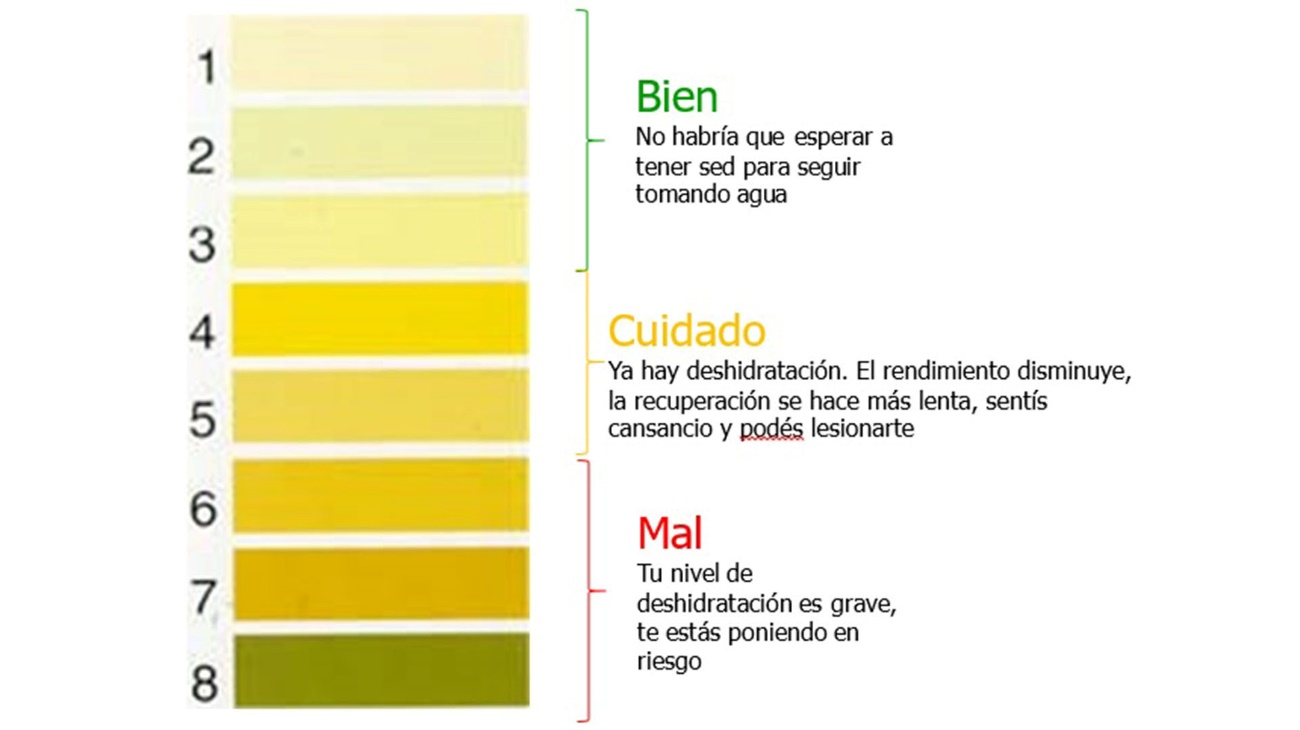 1
2
3
4
5
6
7
8
Bien
No habría que esperar a
tener sed para seguir
tomando agua
Cuidado
Ya hay deshidratación. El rendimiento disminuye,
la recuperación se hace más lenta, sentís
cansancio y podés lesionarte
Mal
Tu nivel de
deshidratación es grave,
te estás poniendo en
riesgo